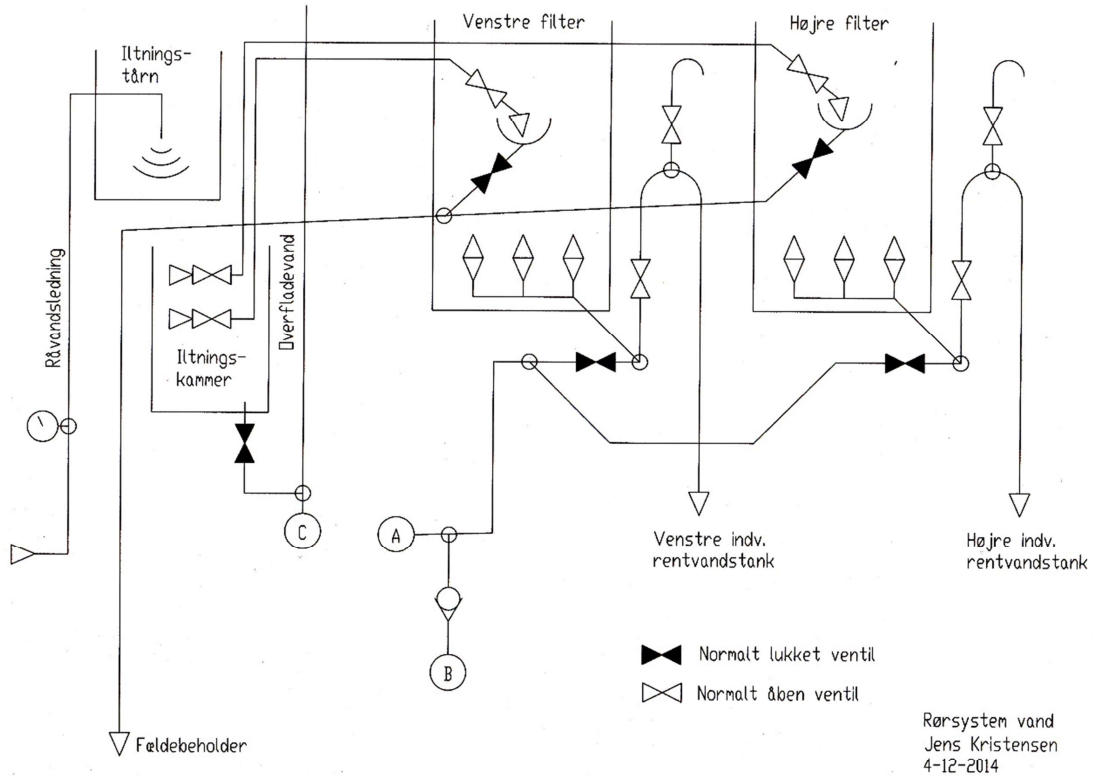 Venstre filter
Højre filter
Iltnings-
tårn
Råvandsledning
Overfladevand
Iltnings-
kammer
C
A
B
Venstre indv.
rentvandstank
Højre indv.
rentvandstank
Normalt lukket ventil
Normalt åben ventil
Fældebeholder
Rørsystem vand
Jens Kristensen
4-12-2014